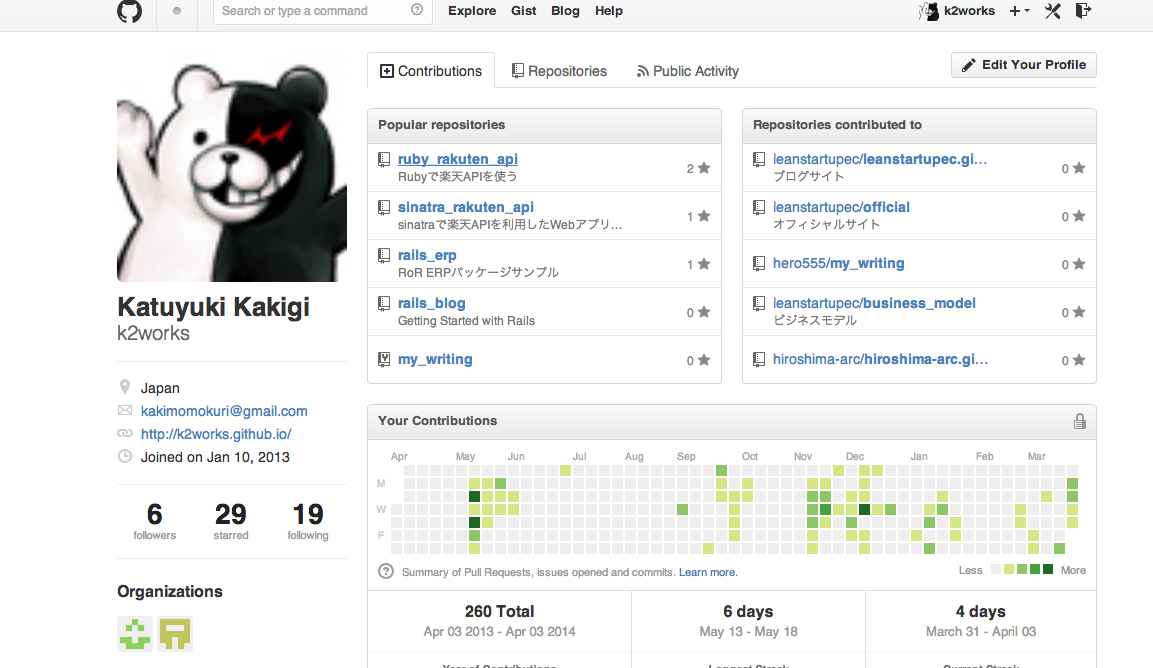 Search or type a command
Explore Gist Blog Help
k2works
Contributions Repositories Public Activity
Edit Your Profile
Katuyuki Kakigi
k2works
Japan
kakimomokuri@gmail.com
http://k2works.github.io/
Joined on Jan 10, 2013
6 29 19
followers starred following
Organizations
Popular repositories
ruby_rakuten_api 2
Rubyで楽天APIを使う
sinatra_rakuten_api 1
sinatraで楽天APIを利用したWebアプリ…
rails_erp 1
RoR ERPパッケージサンプル
rails_blog 0
Getting Started with Rails
my_writing 0
Repositories contributed to
leanstartupec/leanstartupec.gi… 0
ブログサイト
leanstartupec/official 0
オフィシャルサイト
hero555/my_writing 0
leanstartupec/business_model 0
ビジネスモデル
hiroshima-arc/hiroshima-arc.gi… 0
Your Contributions
Apr May Jun Jul Aug Sep Oct Nov Dec Jan Feb Mar
M
W
F
Summary of Pull Requests, issues opened and commits. Learn more.
Less More
260 Total 6 days 4 days
Apr 03 2013 - Apr 03 2014 May 13 - May 18 March 31 - April 03
Year of Contributions Longest Streak Current Streak